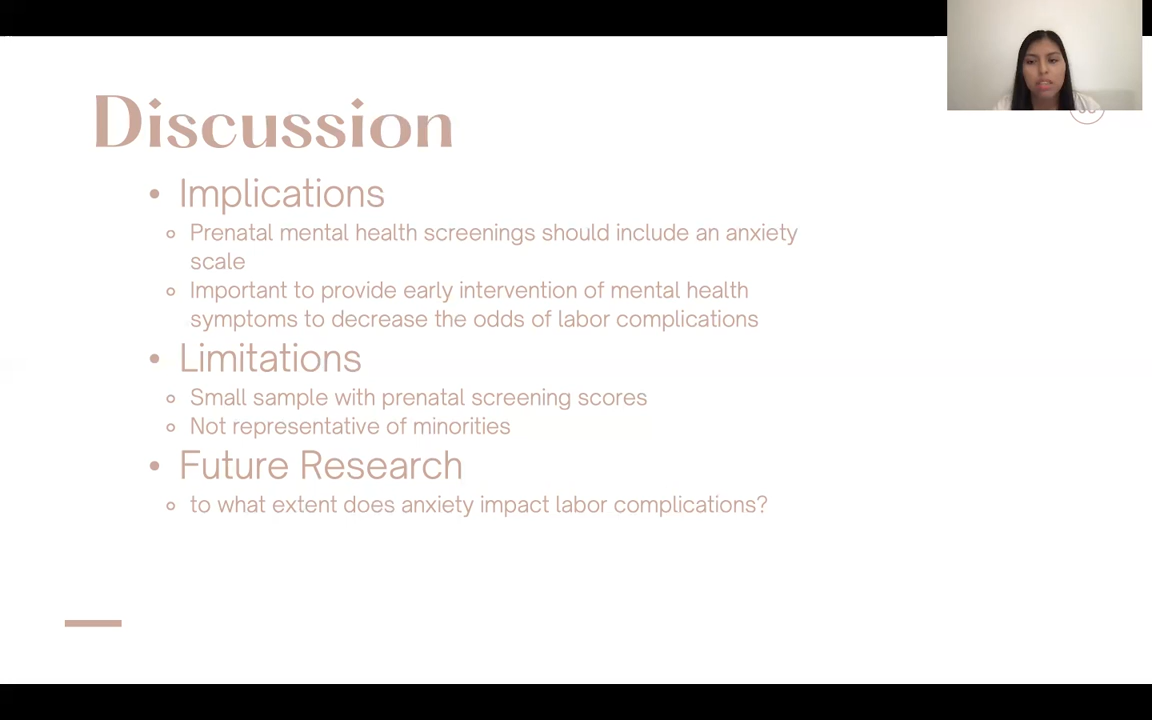 Discussion
• Implications
Prenatal mental health screenings should include an anxiety
scale
Important to provide early intervention of mental health
symptoms to decrease the odds of labor complications
• Limitations
Small sample with prenatal screening scores
Not representative of minorities
• Future Research
to what extent does anxiety impact labor complications?